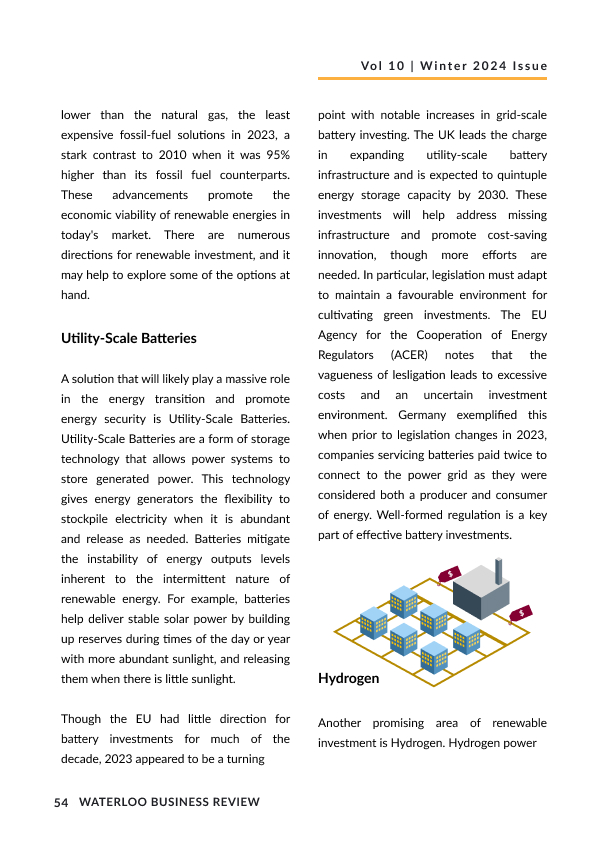 Vol 10 | Winter 2024 Issue
lower than the natural gas, the least
expensive fossil-fuel solutions in 2023, a
stark contrast to 2010 when it was 95%
higher than its fossil fuel counterparts.
These advancements promote the
economic viability of renewable energies in
today's market. There are numerous
directions for renewable investment, and it
may help to explore some of the options at
hand.
Utility-Scale Batteries
A solution that will likely play a massive role
in the energy transition and promote
energy security is Utility-Scale Batteries.
Utility-Scale Batteries are a form of storage
technology that allows power systems to
store generated power. This technology
gives energy generators the flexibility to
stockpile electricity when it is abundant
and release as needed. Batteries mitigate
the instability of energy outputs levels
inherent to the intermittent nature of
renewable energy. For example, batteries
help deliver stable solar power by building
up reserves during times of the day or year
with more abundant sunlight, and releasing
them when there is little sunlight.
Though the EU had little direction for
battery investments for much of the
decade, 2023 appeared to be a turning
point with notable increases in grid-scale
battery investing. The UK leads the charge
in expanding utility-scale battery
infrastructure and is expected to quintuple
energy storage capacity by 2030. These
investments will help address missing
infrastructure and promote cost-saving
innovation, though more efforts are
needed. In particular, legislation must adapt
to maintain a favourable environment for
cultivating green investments. The EU
Agency for the Cooperation of Energy
Regulators (ACER) notes that the
vagueness of lesligation leads to excessive
costs and an uncertain investment
environment. Germany exemplified this
when prior to legislation changes in 2023,
companies servicing batteries paid twice to
connect to the power grid as they were
considered both a producer and consumer
of energy. Well-formed regulation is a key
part of effective battery investments.
$
$
Hydrogen
Another promising area of renewable
investment is Hydrogen. Hydrogen power
54 WATERLOO BUSINESS REVIEW